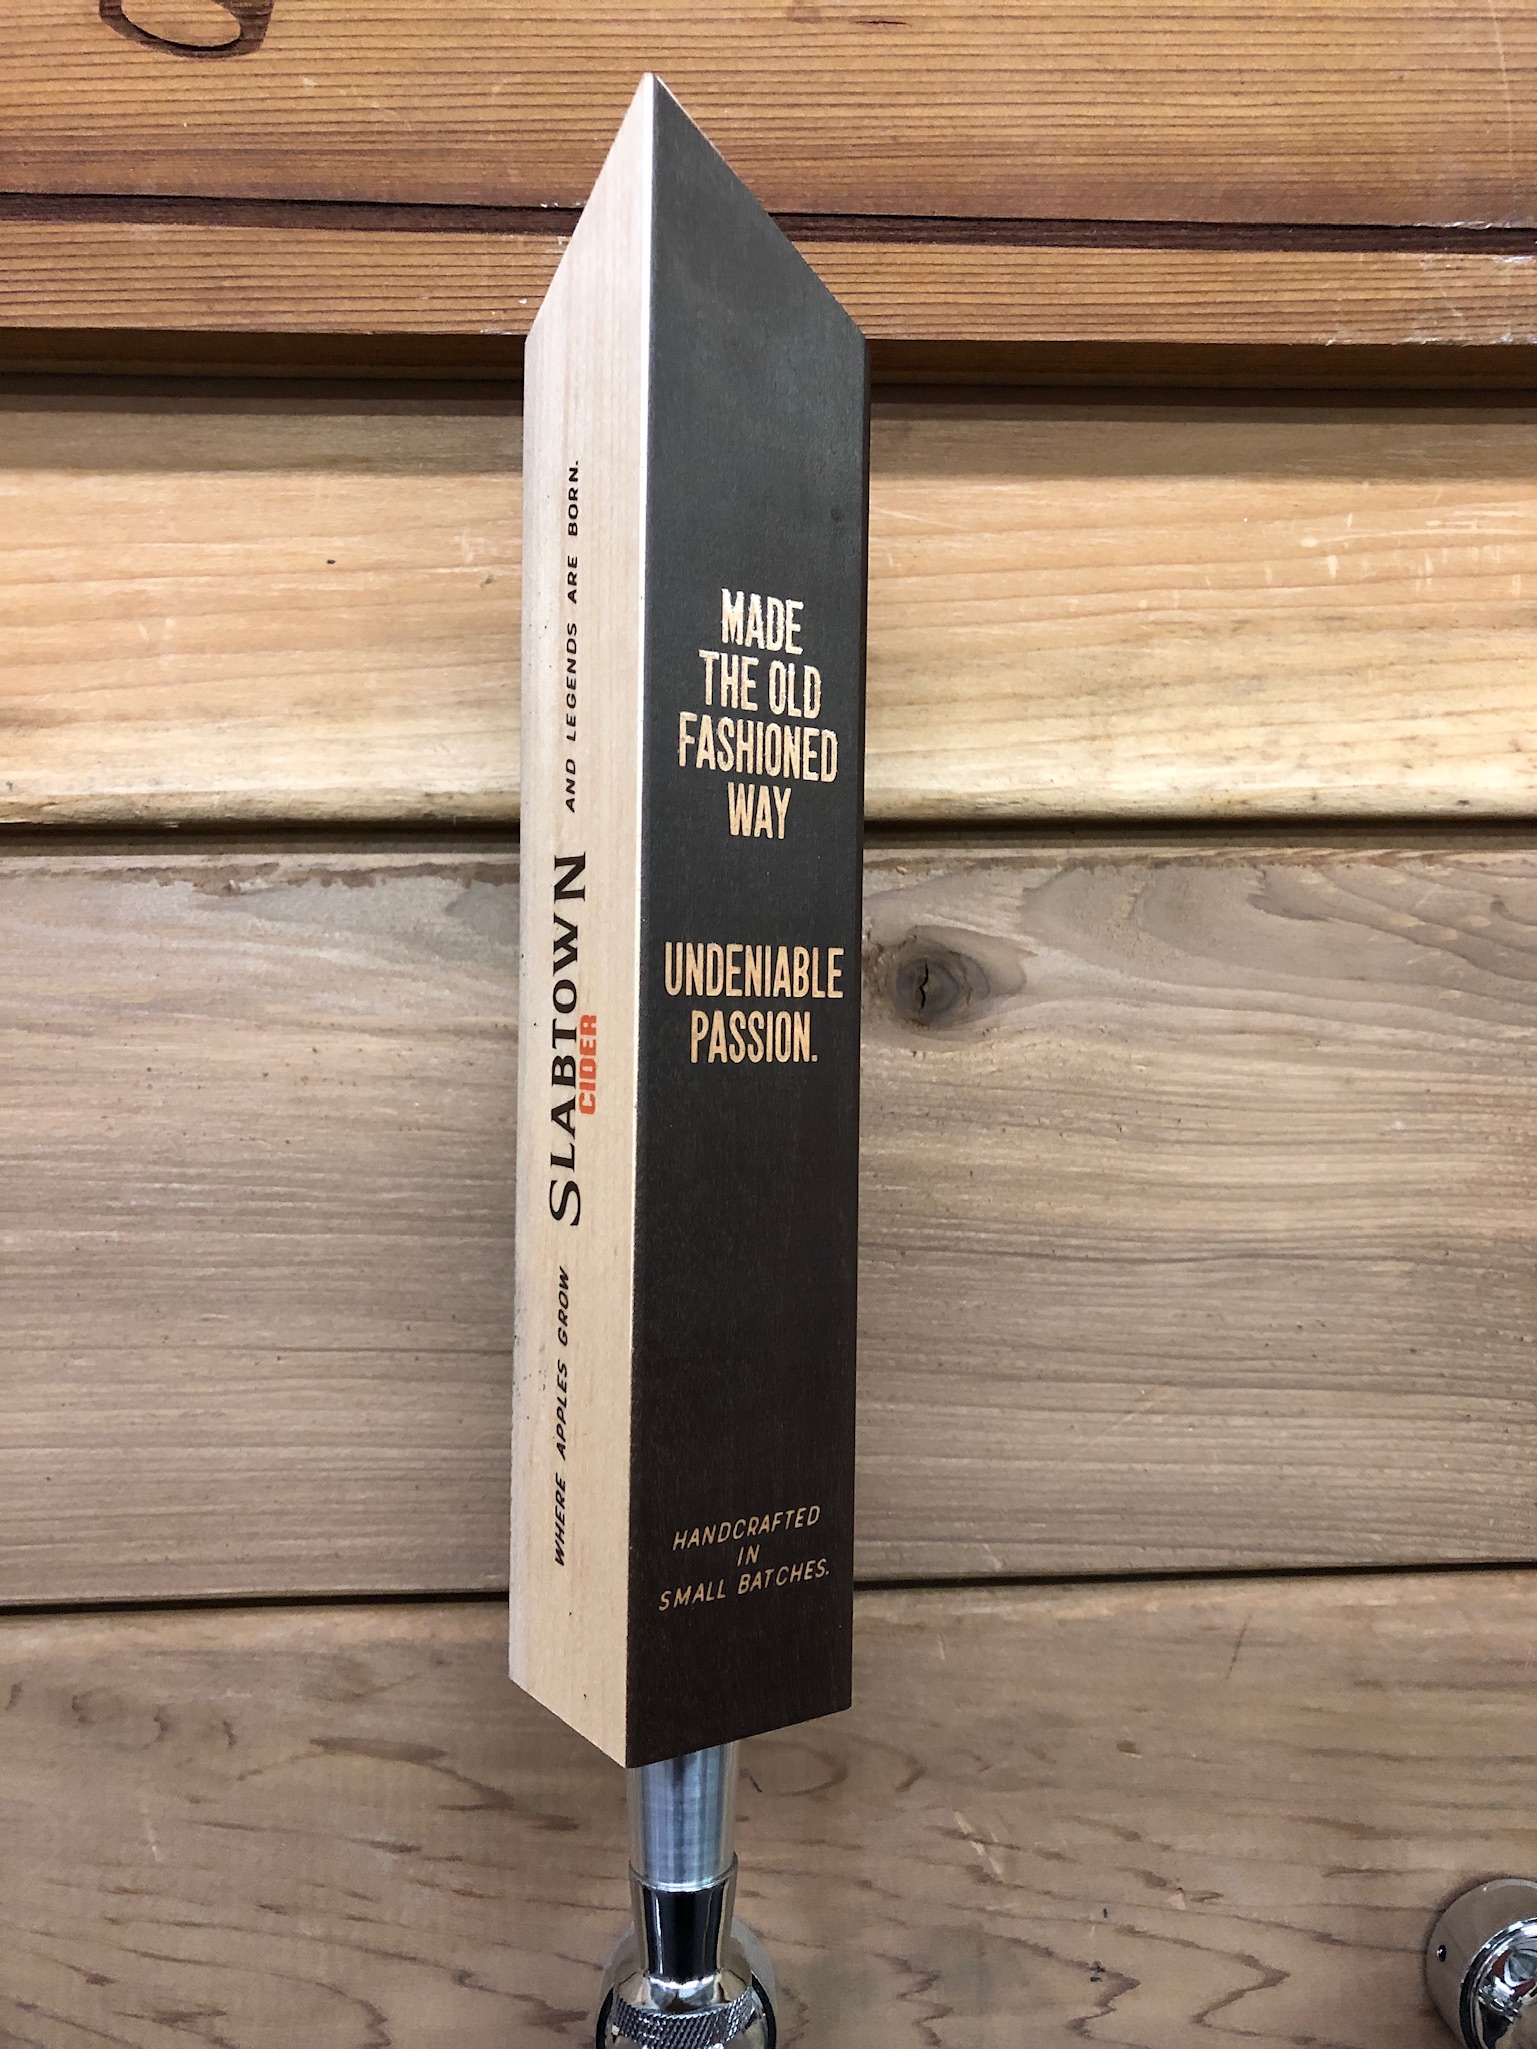 WHERE APPLES GROW SLABTOWN AND LEGENDS ARE BORN.
CIDER
MADE
THE OLD
FASHIONED
WAY
UNDENIABLE
PASSION.
HANDCRAFTED
IN
SMALL BATCHES.